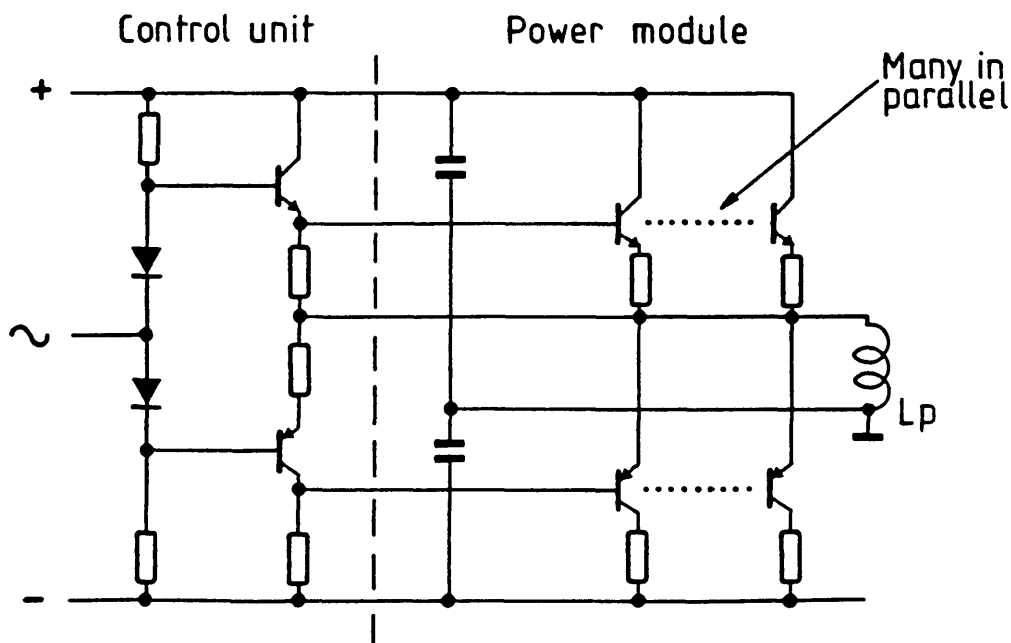 Control unit
Power module
Many in
parallel
+
~
Lp
-